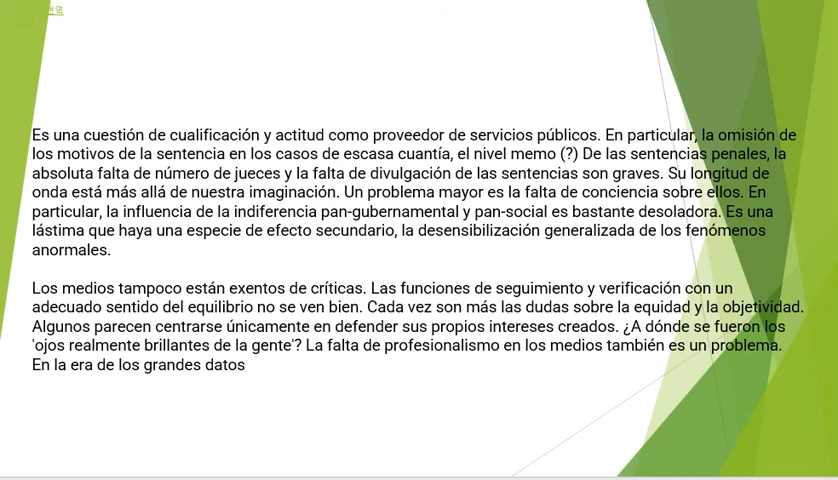 Es una cuestión de cualificación y actitud como proveedor de servicios públicos. En particular, la omisión de
los motivos de la sentencia en los casos de escasa cuantía, el nivel memo (?) De las sentencias penales, la
absoluta falta de número de jueces y la falta de divulgación de las sentencias son graves. Su longitud de
onda está más allá de nuestra imaginación. Un problema mayor es la falta de conciencia sobre ellos. En
particular, la influencia de la indiferencia pan-gubernamental y pan-social es bastante desoladora. Es una
lástima que haya una especie de efecto secundario, la desensibilización generalizada de los fenómenos
anormales.
Los medios tampoco están exentos de críticas. Las funciones de seguimiento y verificación con un
adecuado sentido del equilibrio no se ven bien. Cada vez son más las dudas sobre la equidad y la objetividad.
Algunos parecen centrarse únicamente en defender sus propios intereses creados. ¿A dónde se fueron los
'ojos realmente brillantes de la gente'? La falta de profesionalismo en los medios también es un problema.
En la era de los grandes datos